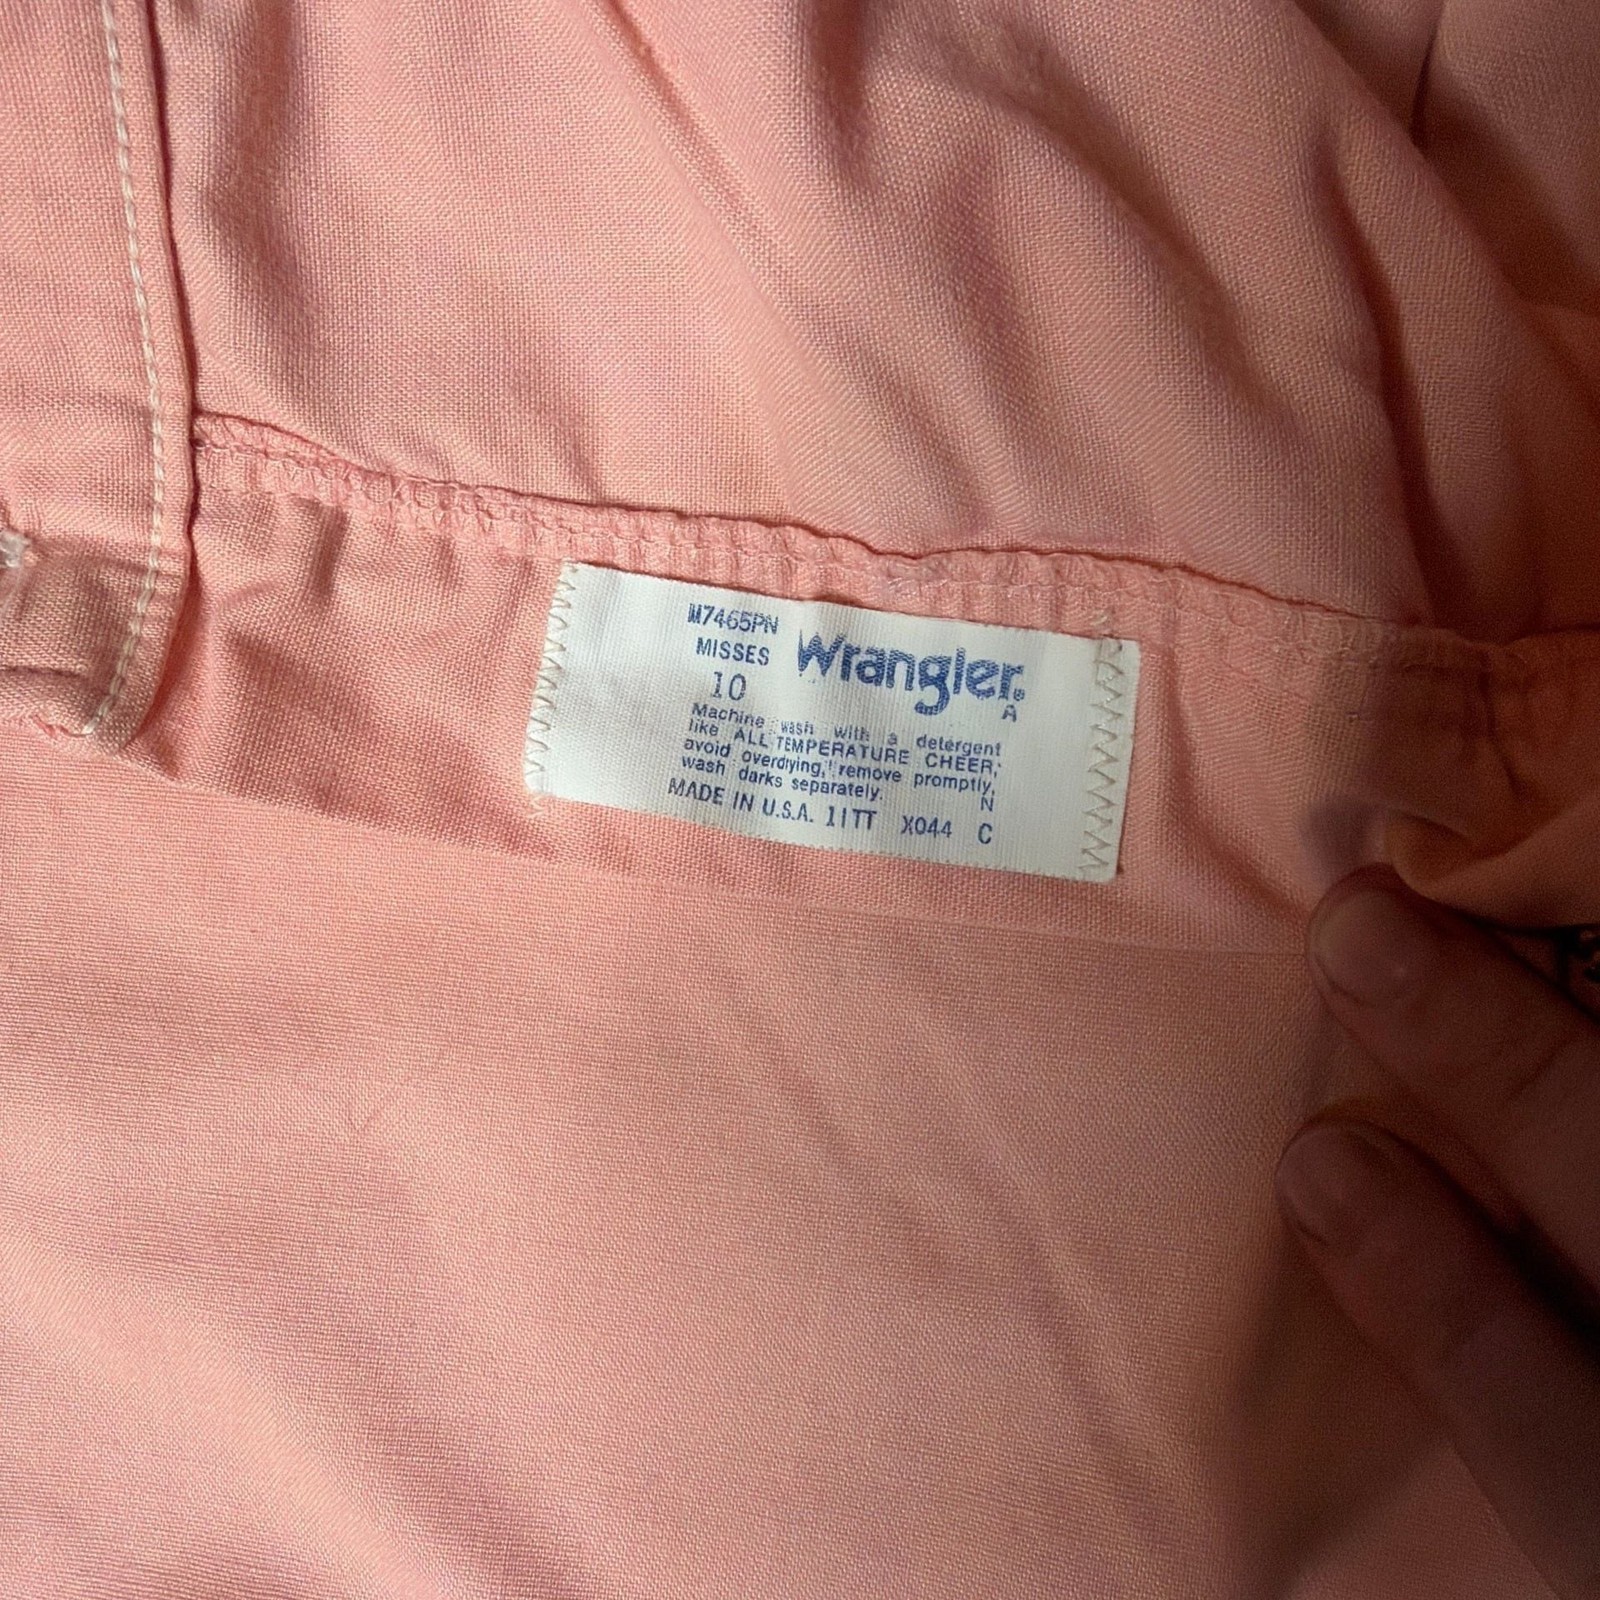 M7465PN
MISSES
10
Wrangler®
A
Machine wash with a detergent
like ALL TEMPERATURE CHEER;
avoid overdrying, remove promptly,
wash darks separately. N
MADE IN U.S.A. 11TT X044 C